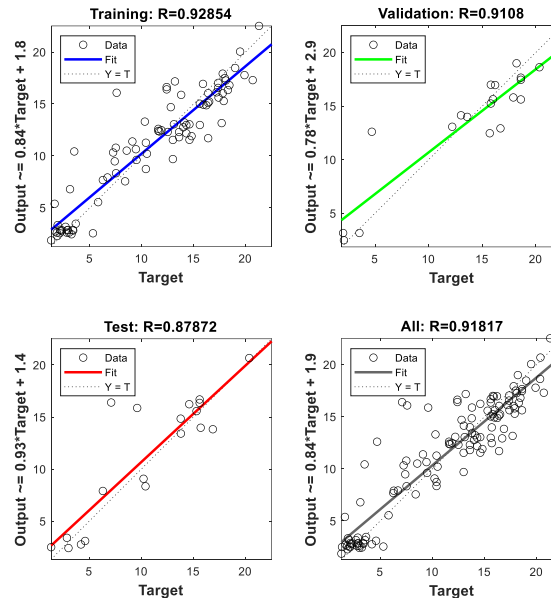 Training: R=0.92854
Output ~= 0.84*Target + 1.8
20
15
10
5
Data
Fit
Y = T
5
10
15
20
Target
Validation: R=0.9108
Output ~= 0.78*Target + 2.9
20
15
10
5
Data
Fit
Y = T
5
10
15
20
Target
Test: R=0.87872
Output ~= 0.93*Target + 1.4
20
15
10
5
Data
Fit
Y = T
5
10
15
20
Target
All: R=0.91817
Output ~= 0.84*Target + 1.9
20
15
10
5
Data
Fit
Y = T
5
10
15
20
Target